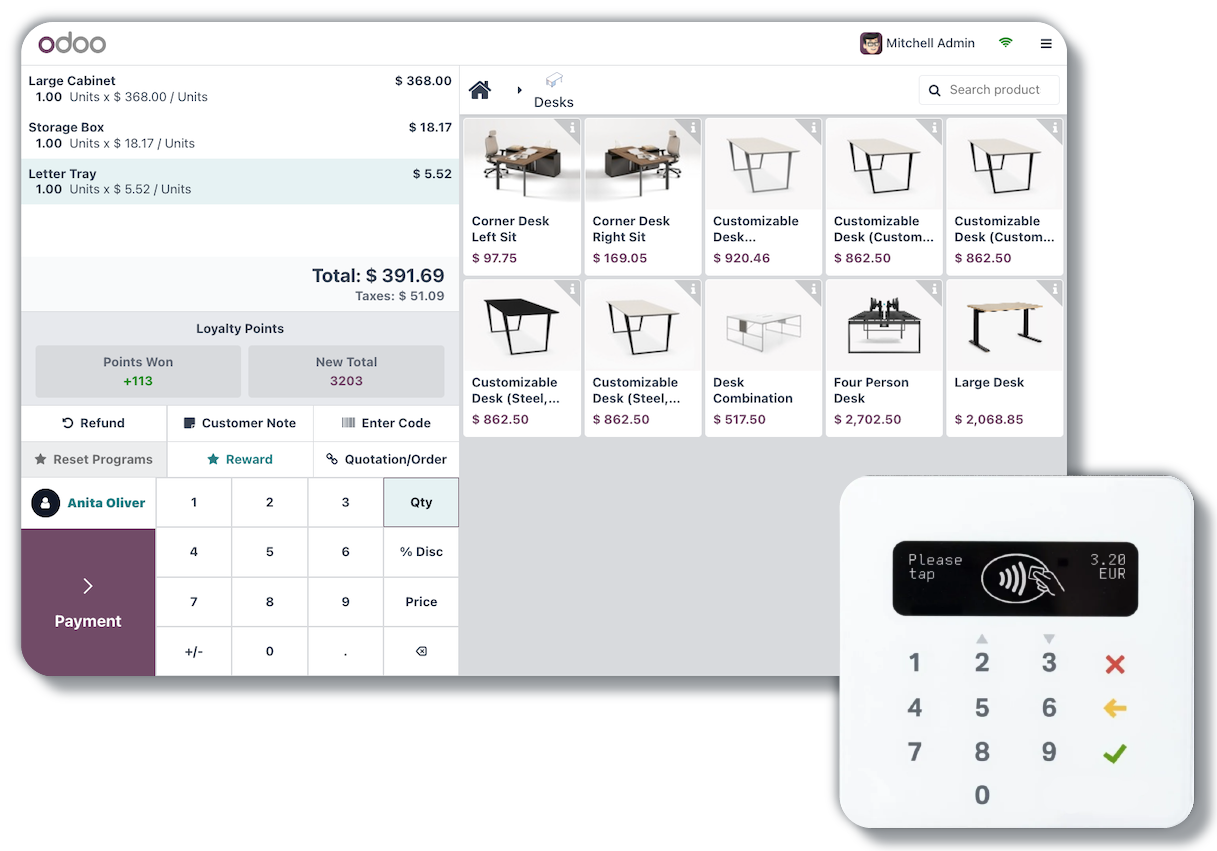 odoo
Mitchell Admin
Large Cabinet $ 368.00
1.00 Units x $ 368.00 / Units
Storage Box $ 18.17
1.00 Units x $ 18.17 / Units
Letter Tray $ 5.52
1.00 Units x $ 5.52 / Units
Total: $ 391.69
Taxes: $ 51.09
Loyalty Points
Points Won New Total
+113 3203
Refund Customer Note Enter Code
Reset Programs Reward Quotation/Order
Anita Oliver
Payment
1 2 3 Qty
4 5 6 % Disc
7 8 9 Price
+/- 0 .
Desks
Search product
i i i i i
Corner Desk
Left Sit
$ 97.75
Corner Desk
Right Sit
$ 169.05
Customizable
Desk...
$ 920.46
Customizable
Desk (Custom...
$ 862.50
Customizable
Desk (Custom...
$ 862.50
i i i i i
Customizable
Desk (Steel,...
$ 862.50
Customizable
Desk (Steel,...
$ 862.50
Desk
Combination
$ 517.50
Four Person
Desk
$ 2,702.50
Large Desk
$ 2,068.85
Please 3.20
tap EUR
1 2 3
4 5 6
7 8 9
0